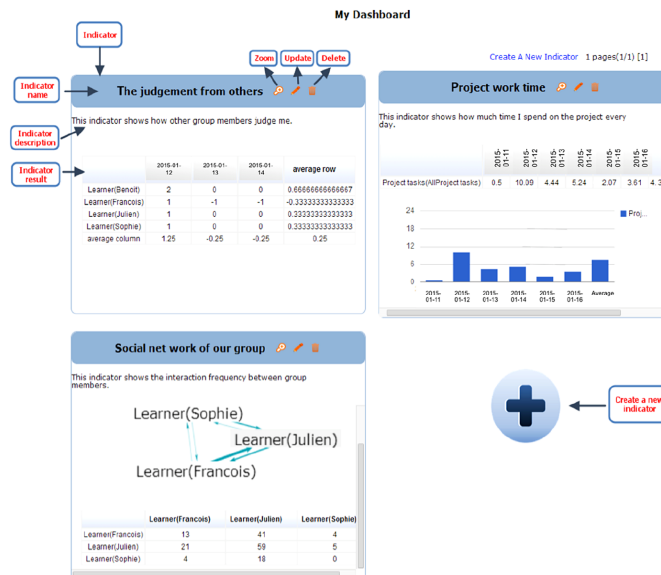 My Dashboard
Indicator
Create A New Indicator 1 pages(1/1) [1]
Zoom
Update
Delete
Indicator
name
The judgement from others
Project work time
This indicator shows how other group members judge me.
This indicator shows how much time I spend on the project every
day.
Indicator
description
Indicator
result
2015-01-12 2015-01-13 2015-01-14 average row
Learner(Benoit) 2 0 0 0.66666666666667
Learner(Francois) 1 -1 -1 -0.33333333333333
Learner(Julien) 1 0 0 0.33333333333333
Learner(Sophie) 1 0 0 0.33333333333333
average column 1.25 -0.25 -0.25 0.25
2015-01-11 2015-01-12 2015-01-13 2015-01-14 2015-01-15 2015-01-16
Project tasks(AllProject tasks) 0.5 10.09 4.44 5.24 2.07 3.61
24
18
12
6
0
Proj...
2015-01-11 2015-01-12 2015-01-13 2015-01-14 2015-01-15 2015-01-16 Average
Social net work of our group
This indicator shows the interaction frequency between group
members.
Learner(Sophie)
Learner(Julien)
Learner(Francois)
Learner(Francois) Learner(Julien) Learner(Sophie)
Learner(Francois) 13 41 4
Learner(Julien) 21 59 5
Learner(Sophie) 4 18 0
Create a new
indicator